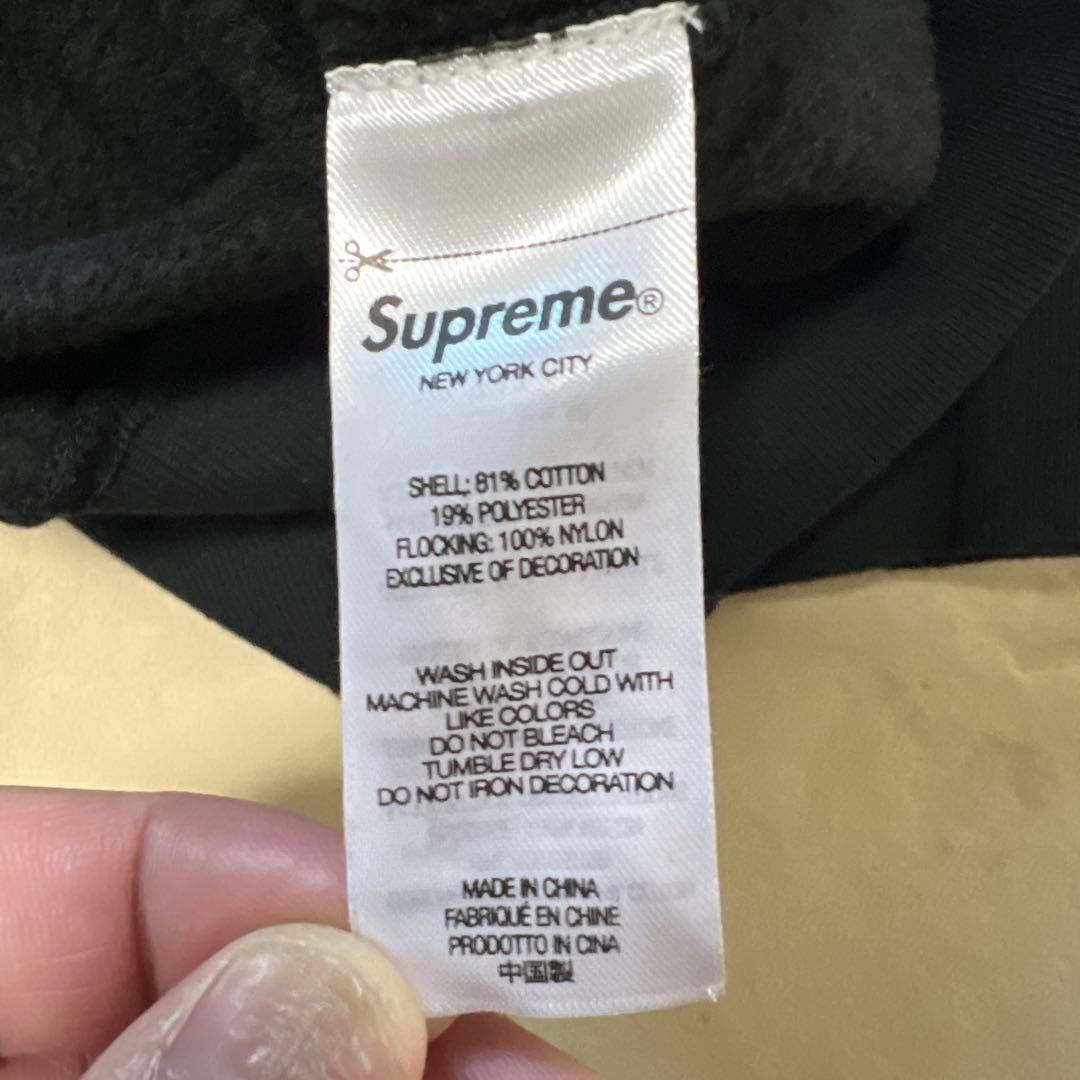 Supreme®
NEW YORK CITY
SHELL: 81% COTTON
19% POLYESTER
FLOCKING: 100% NYLON
EXCLUSIVE OF DECORATION
WASH INSIDE OUT
MACHINE WASH COLD WITH
LIKE COLORS
DO NOT BLEACH
TUMBLE DRY LOW
DO NOT IRON DECORATION
MADE IN CHINA
FABRIQUÉ EN CHINE
PRODOTTO IN CINA
中国製